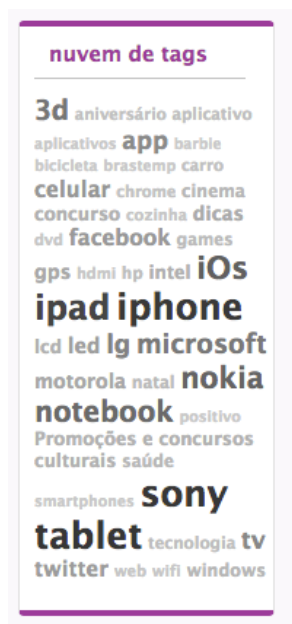 nuvem de tags
3d aniversário aplicativo
aplicativos app barbie
bicicleta brastemp carro
celular chrome cinema
concurso cozinha dicas
dvd facebook games
gps hdmi hp intel iOs
ipad iphone
lcd led lg microsoft
motorola natal nokia
notebook positivo
Promoções e concursos
culturais saúde
smartphones sony
tablet tecnologia tv
twitter web wifi windows